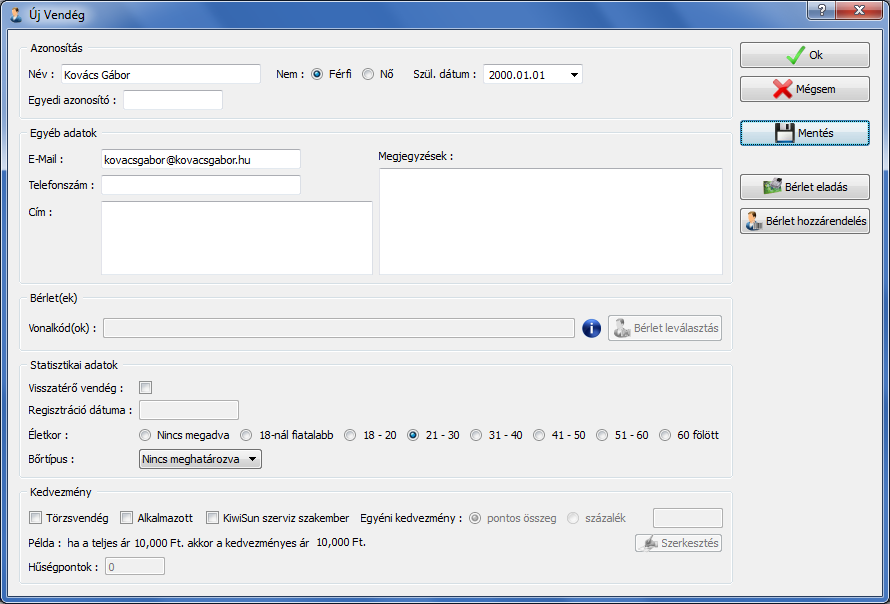 Új Vendég
?
Azonosítás
Név : Kovács Gábor Nem : Férfi Nő Szül. dátum : 2000.01.01
Egyedi azonosító :
Ok
Mégsem
Mentés
Bérlet eladás
Bérlet hozzárendelés
Egyéb adatok
E-Mail : kovacsgabor@kovacsgabor.hu
Megjegyzések :
Telefonszám :
Cím :
Bérlet(ek)
Vonalkód(ok) : i Bérlet leválasztás
Statisztikai adatok
Visszatérő vendég :
Regisztráció dátuma :
Életkor : Nincs megadva 18-nál fiatalabb 18 - 20 21 - 30 31 - 40 41 - 50 51 - 60 60 fölött
Bőrtípus : Nincs meghatározva
Kedvezmény
Törzsvendég Alkalmazott KiwiSun szerviz szakember Egyéni kedvezmény : pontos összeg százalék
Példa : ha a teljes ár 10,000 Ft. akkor a kedvezményes ár 10,000 Ft. Szerkesztés
Hűségpontok : 0